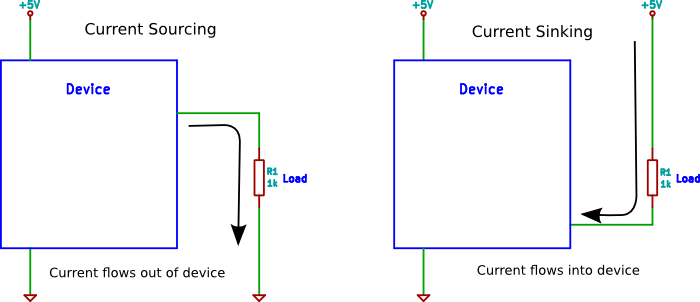 +5V
Current Sourcing
Device
R1
1k
Load
Current flows out of device
+5V
+5V
Current Sinking
Device
R1
1k
Load
Current flows into device